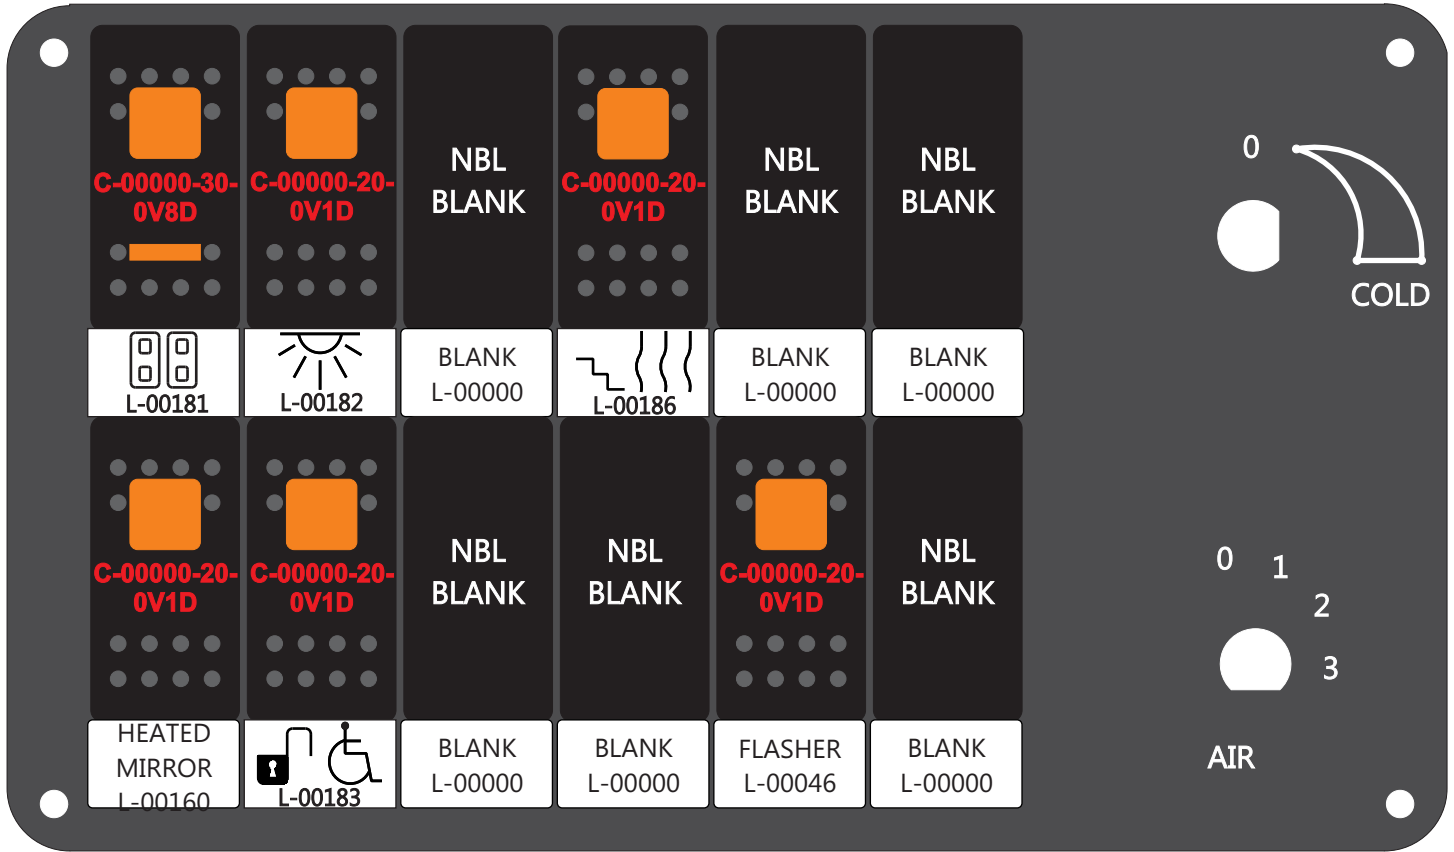 C-00000-30-
0V8D
C-00000-20-
0V1D
NBL
BLANK
C-00000-20-
0V1D
NBL
BLANK
NBL
BLANK
L-00181
L-00182
BLANK
L-00000
L-00186
BLANK
L-00000
BLANK
L-00000
C-00000-20-
0V1D
C-00000-20-
0V1D
NBL
BLANK
NBL
BLANK
C-00000-20-
0V1D
NBL
BLANK
HEATED
MIRROR
L-00160
L-00183
BLANK
L-00000
BLANK
L-00000
FLASHER
L-00046
BLANK
L-00000
0
COLD
0
1
2
3
AIR